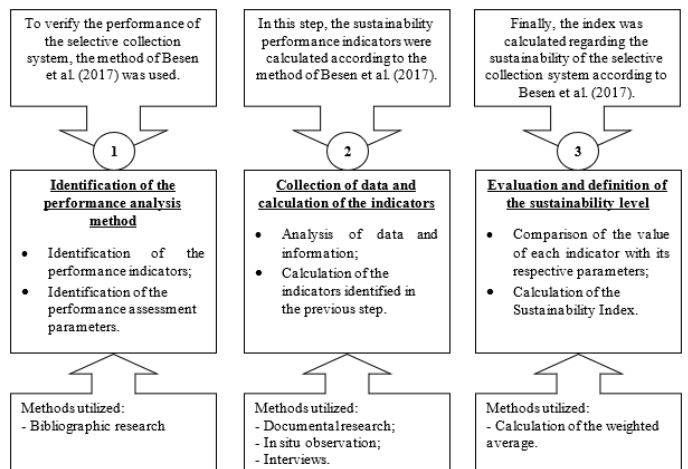 To verify the performance of
the selective collection
system, the method of Besen
et al. (2017) was used.
In this step, the sustainability
performance indicators were
calculated according to the
method of Besen et al. (2017).
Finally, the index was
calculated regarding the
sustainability of the selective
collection system according to
Besen et al. (2017).
1
2
3
Identification of the
performance analysis
method
• Identification of the
performance indicators;
• Identification of the
performance assessment
parameters.
Collection of data and
calculation of the indicators
• Analysis of data and
information;
• Calculation of the
indicators identified in
the previous step.
Evaluation and definition of
the sustainability level
• Comparison of the value
of each indicator with its
respective parameters;
• Calculation of the
Sustainability Index.
Methods utilized:
- Bibliographic research
Methods utilized:
- Documental research;
- In situ observation;
- Interviews.
Methods utilized:
- Calculation of the weighted
average.